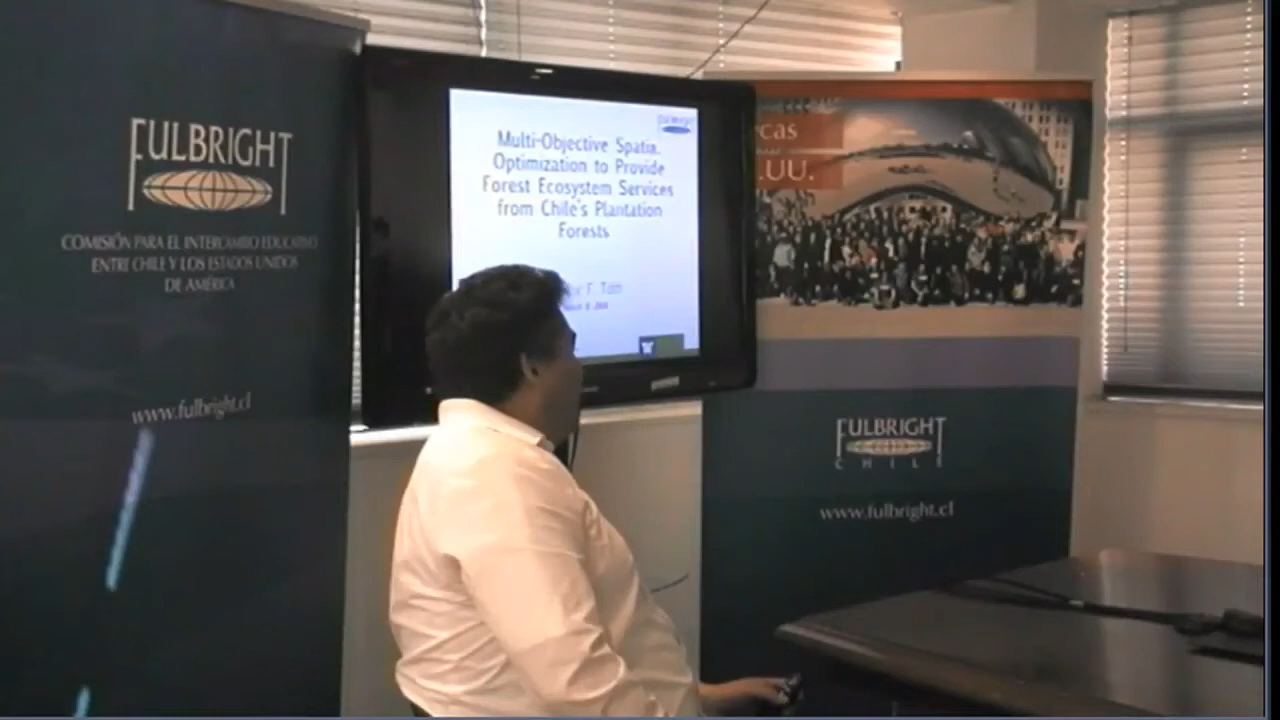 FULBRIGHT
COMISIÓN PARA EL INTERCAMBIO EDUCATIVO
ENTRE CHILE Y LOS ESTADOS UNIDOS
DE AMÉRICA
www.fulbright.cl
Multi-Objective Spatial
Optimization to Provide
Forest Ecosystem Services
from Chile's Plantation
Forests
cas
.UU.
FULBRIGHT
CHILE
www.fulbright.cl